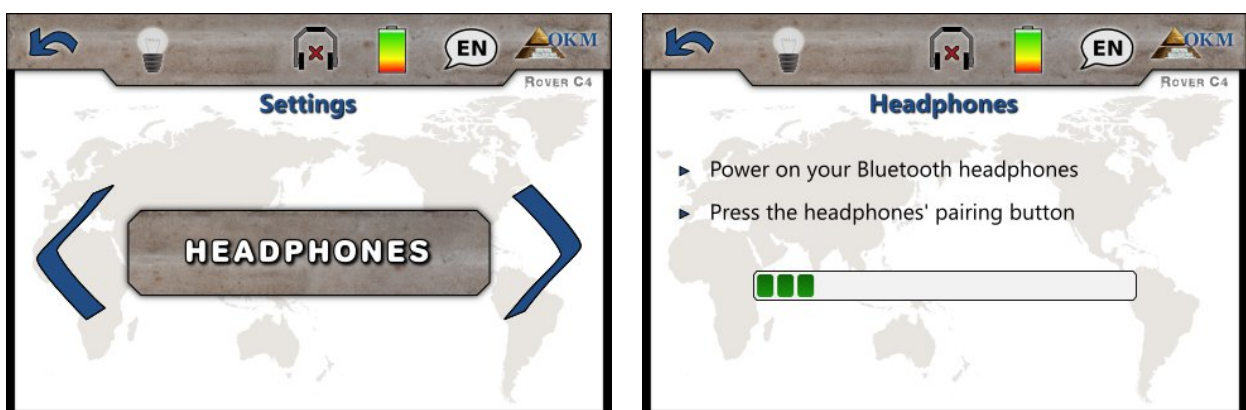 EN
OKM
ROVER C4
Settings
HEADPHONES
EN
OKM
ROVER C4
Headphones
Power on your Bluetooth headphones
Press the headphones' pairing button